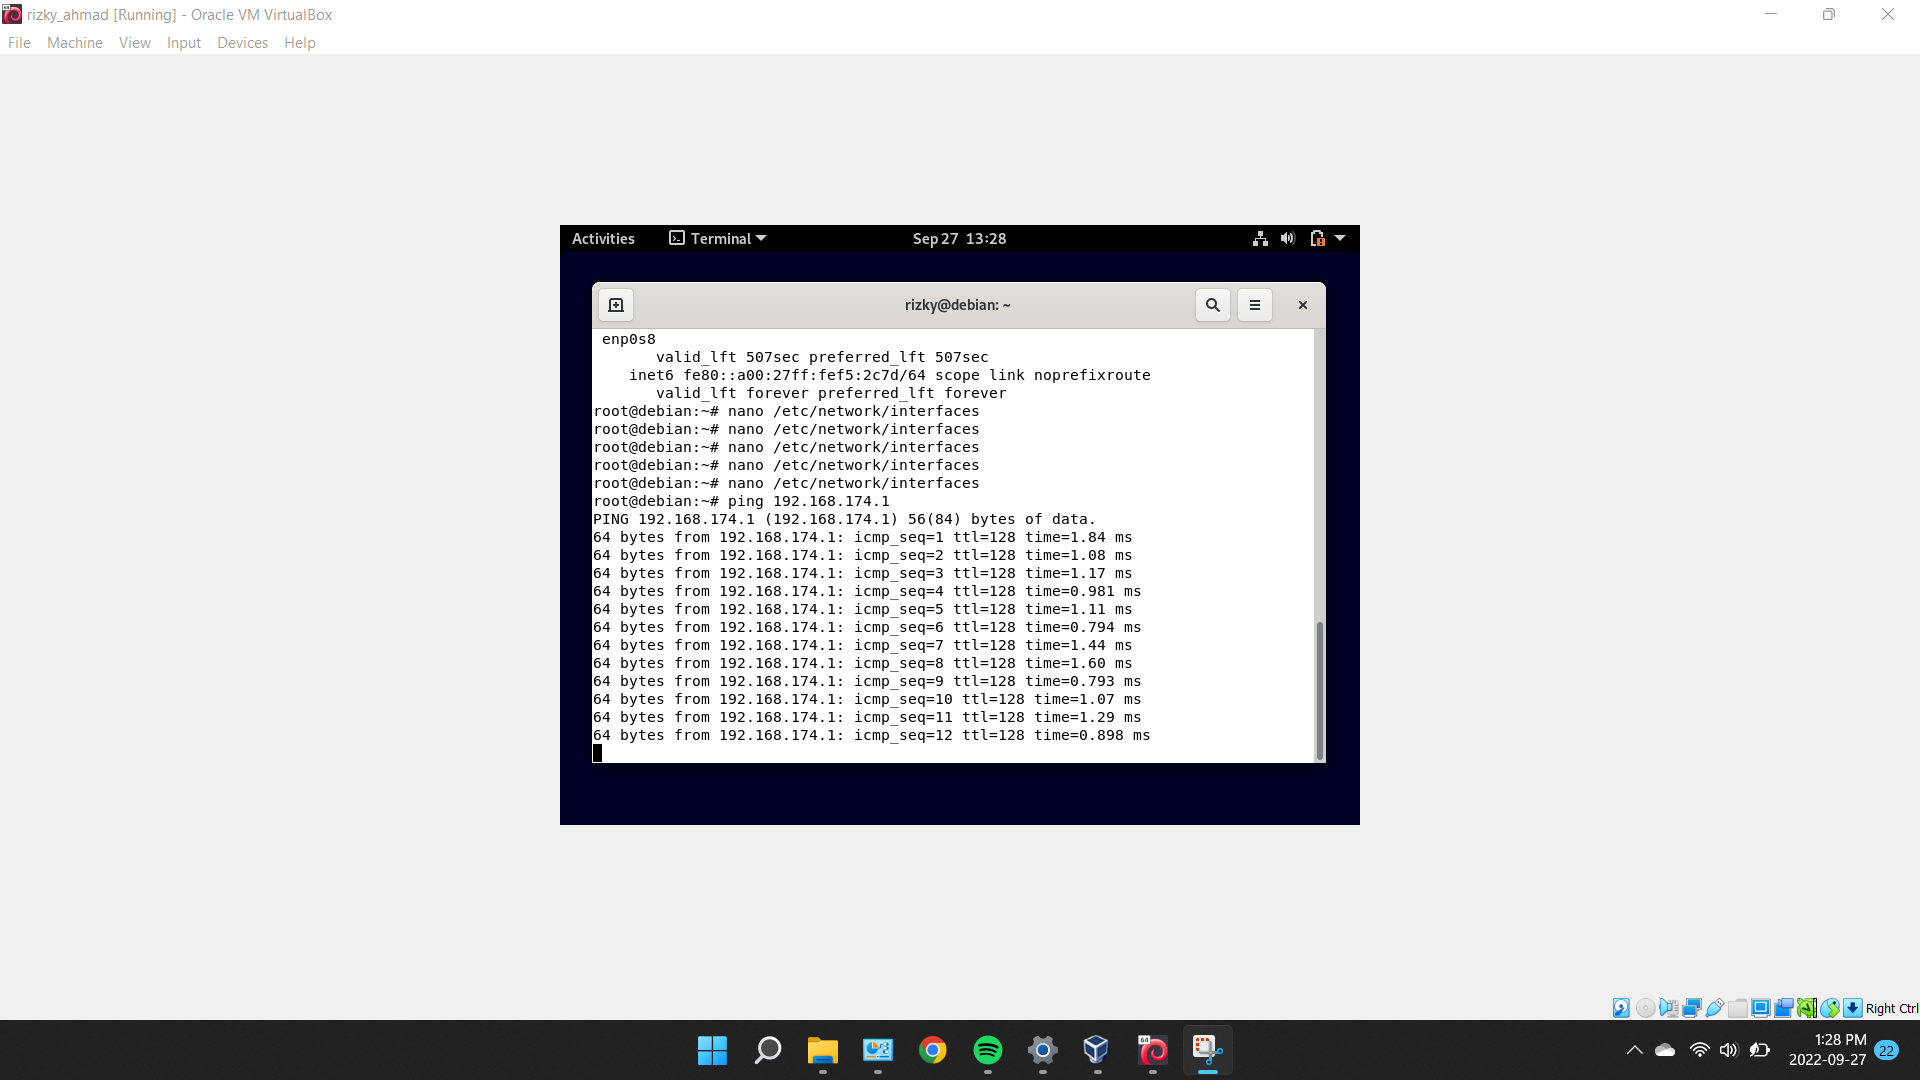 rizky_ahmad [Running] - Oracle VM VirtualBox
File Machine View Input Devices Help
Activities Terminal Sep 27 13:28
rizky@debian: ~
enp0s8
valid_lft 507sec preferred_lft 507sec
inet6 fe80::a00:27ff:fef5:2c7d/64 scope link noprefixroute
valid_lft forever preferred_lft forever
root@debian:~# nano /etc/network/interfaces
root@debian:~# nano /etc/network/interfaces
root@debian:~# nano /etc/network/interfaces
root@debian:~# nano /etc/network/interfaces
root@debian:~# nano /etc/network/interfaces
root@debian:~# ping 192.168.174.1
PING 192.168.174.1 (192.168.174.1) 56(84) bytes of data.
64 bytes from 192.168.174.1: icmp_seq=1 ttl=128 time=1.84 ms
64 bytes from 192.168.174.1: icmp_seq=2 ttl=128 time=1.08 ms
64 bytes from 192.168.174.1: icmp_seq=3 ttl=128 time=1.17 ms
64 bytes from 192.168.174.1: icmp_seq=4 ttl=128 time=0.981 ms
64 bytes from 192.168.174.1: icmp_seq=5 ttl=128 time=1.11 ms
64 bytes from 192.168.174.1: icmp_seq=6 ttl=128 time=0.794 ms
64 bytes from 192.168.174.1: icmp_seq=7 ttl=128 time=1.44 ms
64 bytes from 192.168.174.1: icmp_seq=8 ttl=128 time=1.60 ms
64 bytes from 192.168.174.1: icmp_seq=9 ttl=128 time=0.793 ms
64 bytes from 192.168.174.1: icmp_seq=10 ttl=128 time=1.07 ms
64 bytes from 192.168.174.1: icmp_seq=11 ttl=128 time=1.29 ms
64 bytes from 192.168.174.1: icmp_seq=12 ttl=128 time=0.898 ms
Right Ctrl
64
1:28 PM
2022-09-27
22